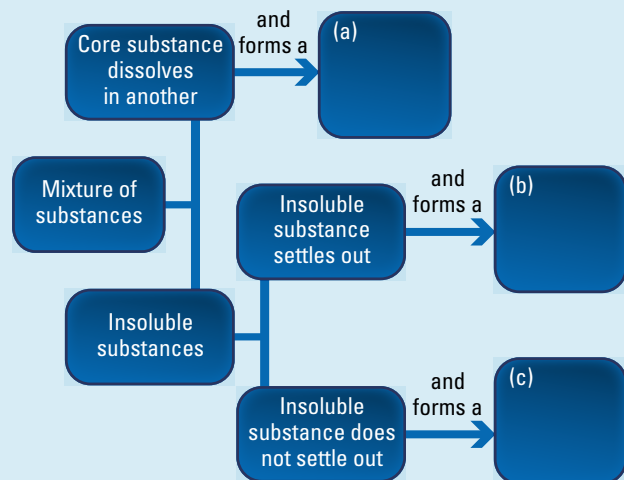 Core substance
dissolves
in another
and
forms a
(a)
Mixture of
substances
Insoluble
substance
settles out
and
forms a
(b)
Insoluble
substances
Insoluble
substance does
not settle out
and
forms a
(c)